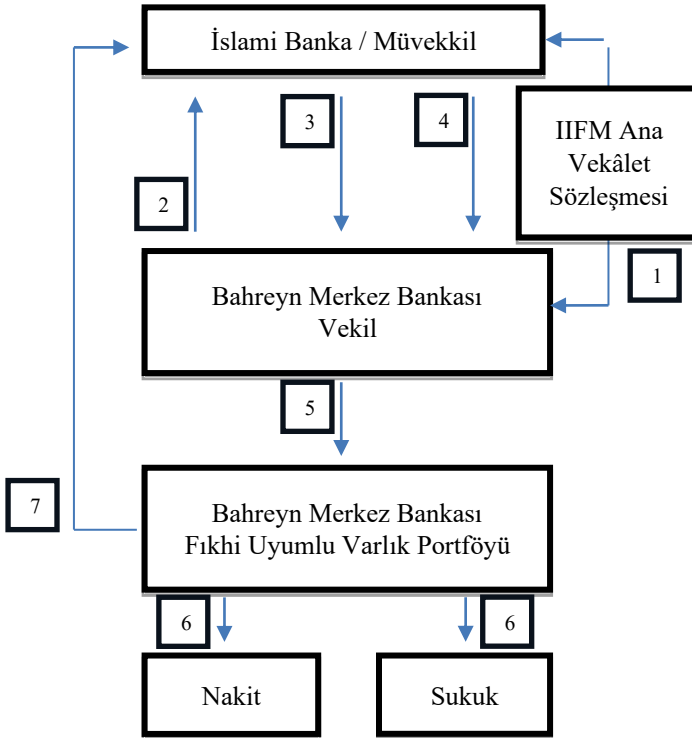 İslami Banka / Müvekkil
3
4
IIFM Ana
Vekâlet
Sözleşmesi
2
1
Bahreyn Merkez Bankası
Vekil
5
7
Bahreyn Merkez Bankası
Fıkhi Uyumlu Varlık Portföyü
6
6
Nakit
Sukuk